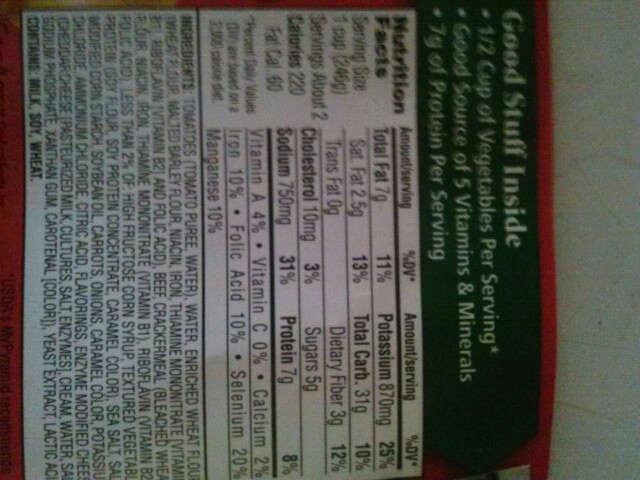 Good Stuff Inside
• 1/2 Cup of Vegetables Per Serving*
• Good Source of 5 Vitamins & Minerals
• 7g of Protein Per Serving
Nutrition
Facts
Serving Size
1 cup (246g)
Servings About 2
Calories 220
Fat Cal. 60
*Percent Daily Values
(DV) are based on a
2,000 calorie diet.
Amount/serving %DV* Amount/serving %DV*
Total Fat 7g 11% Potassium 870mg 25%
Sat. Fat 2.5g 13% Total Carb. 31g 10%
Trans Fat 0g Dietary Fiber 3g 12%
Cholesterol 10mg 3% Sugars 5g
Sodium 750mg 31% Protein 7g 8%
Vitamin A 4% • Vitamin C 0% • Calcium 2%
Iron 10% • Folic Acid 10% • Selenium 20%
Manganese 10%
INGREDIENTS: TOMATOES (TOMATO PUREE, WATER), WATER, ENRICHED WHEAT FLOUR
(WHEAT FLOUR, MALTED BARLEY FLOUR, NIACIN, IRON, THIAMINE MONONITRATE (VITAMIN
B1), RIBOFLAVIN (VITAMIN B2) AND FOLIC ACID), BEEF, CRACKERMEAL (BLEACHED WHEA
FLOUR, NIACIN, IRON, THIAMINE MONONITRATE (VITAMIN B1), RIBOFLAVIN (VITAMIN B2
FOLIC ACID), LESS THAN 2% OF: HIGH FRUCTOSE CORN SYRUP, TEXTURED VEGETABL
PROTEIN (SOY FLOUR, SOY PROTEIN CONCENTRATE, CARAMEL COLOR), SEA SALT, SAL
MODIFIED CORN STARCH, SOYBEAN OIL, CARROTS, ONIONS, CARAMEL COLOR, POTASSIU
CHLORIDE, AMMONIUM CHLORIDE, CITRIC ACID, FLAVORINGS, ENZYME MODIFIED CHEES
(CHEDDAR CHEESE [PASTEURIZED MILK, CULTURES, SALT, ENZYMES], CREAM, WATER, SAL
SODIUM PHOSPHATE, XANTHAN GUM, CAROTENAL [COLOR]), YEAST EXTRACT, LACTIC ACI
CONTAINS: MILK, SOY, WHEAT.
*USDA's MyPyramid recommends